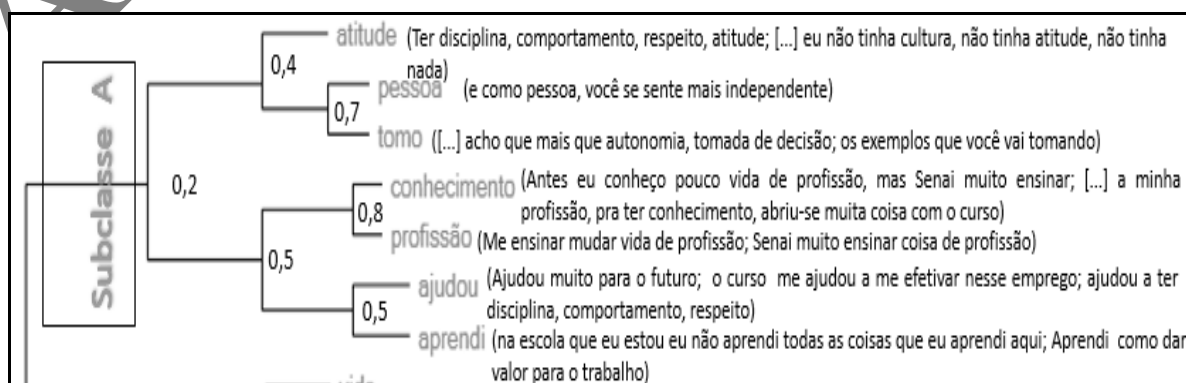 atitude (Ter disciplina, comportamento, respeito, atitude; [...] eu não tinha cultura, não tinha atitude, não tinha
nada)
0,4
pessoa (e como pessoa, você se sente mais independente)
0,7
tomo ([...] acho que mais que autonomia, tomada de decisão; os exemplos que você vai tomando)
Subclasse A
0,2
conhecimento (Antes eu conheço pouco vida de profissão, mas Senai muito ensinar; [...] a minha
profissão, pra ter conhecimento, abriu-se muita coisa com o curso)
0,8
profissão (Me ensinar mudar vida de profissão; Senai muito ensinar coisa de profissão)
0,5
ajudou (Ajudou muito para o futuro; o curso me ajudou a me efetivar nesse emprego; ajudou a ter
disciplina, comportamento, respeito)
0,5
aprendi (na escola que eu estou eu não aprendi todas as coisas que eu aprendi aqui; Aprendi como dar
valor para o trabalho)